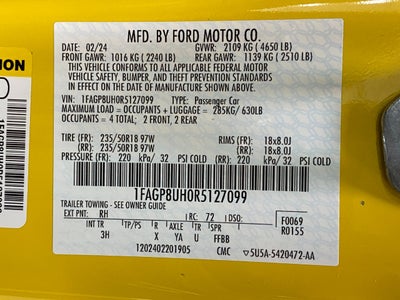 MFD. BY FORD MOTOR CO.
DATE: 02/24 GVWR: 2109 KG ( 4650 LB)
FRONT GAWR: 1016 KG ( 2240 LB) REAR GAWR: 1139 KG ( 2510 LB)
THIS VEHICLE CONFORMS TO ALL APPLICABLE FEDERAL MOTOR
VEHICLE SAFETY, BUMPER, AND THEFT PREVENTION STANDARDS
IN EFFECT ON THE DATE OF MANUFACTURE SHOWN ABOVE.
VEHICLE: VIN: 1FAGP8UH0R5127099 TYPE: Passenger Car
MAXIMUM LOAD = OCCUPANTS + LUGGAGE = 285KG/ 630LB
OCCUPANTS = 4 TOTAL, 2 FRONT, 2 REAR
TIRE (FR): 235/50R18 97W RIMS (FR): 18x8.0J
TIRE (RR): 235/50R18 97W RIMS (RR): 18x8.0J
PRESSURE (FR): 220 kPa/ 32 PSI COLD (RR): 220 kPa/ 32 PSI COLD
1FAGP8UH0R5127099
TRAILER TOWING - SEE OWNER GUIDE
EXT PNT: RH RC: 72 DSO: F0069
INT TR TP/PS R AXLE TR SPR R0155
3H X YA U FFBB
1202402201905 CMC 5U5A-5420472-AA